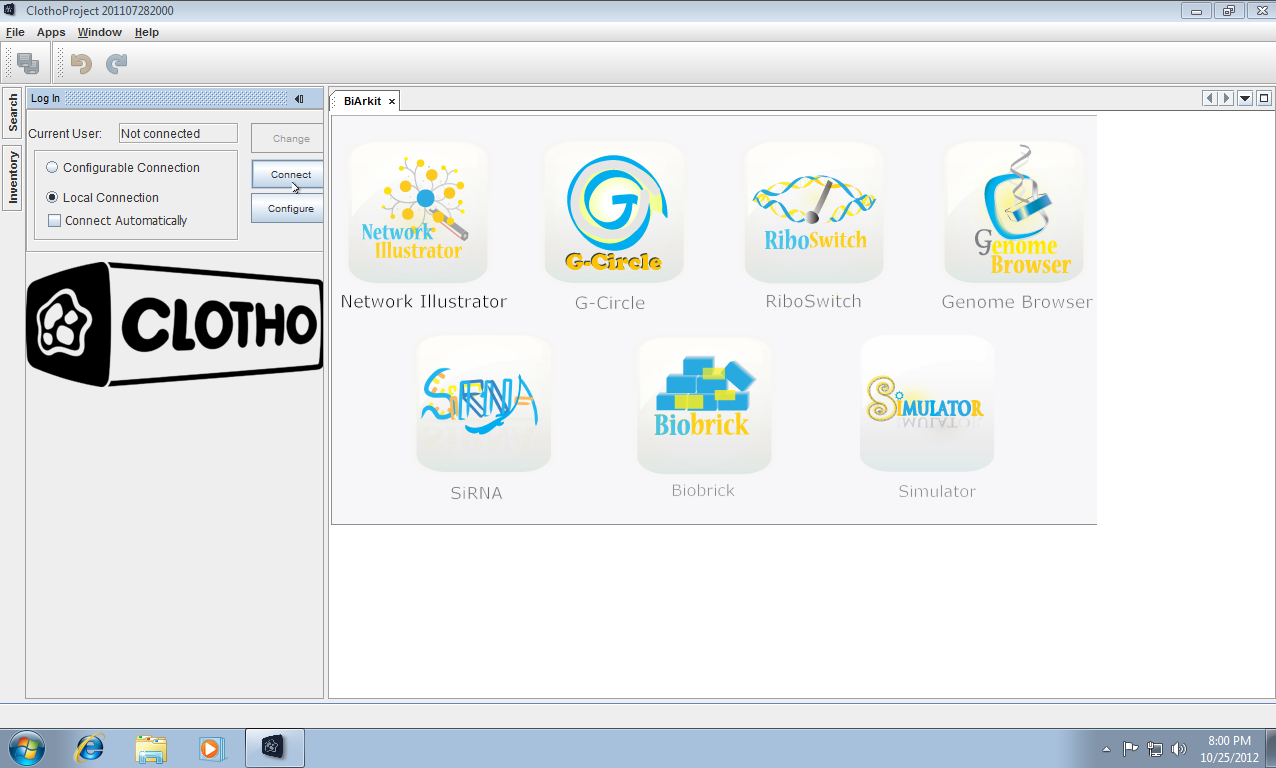 ClothoProject 201107282000
File Apps Window Help
Search
Inventory
Log In
Current User: Not connected
Change
Configurable Connection
Connect
Local Connection
Configure
Connect Automatically
CLOTHO
BiArkit
Network
Illustrator
Network Illustrator
G-Circle
G-Circle
RiboSwitch
RiboSwitch
Genome
Browser
Genome Browser
SiRNA
SiRNA
Biobrick
Biobrick
SiMULATOR
Simulator
8:00 PM
10/25/2012